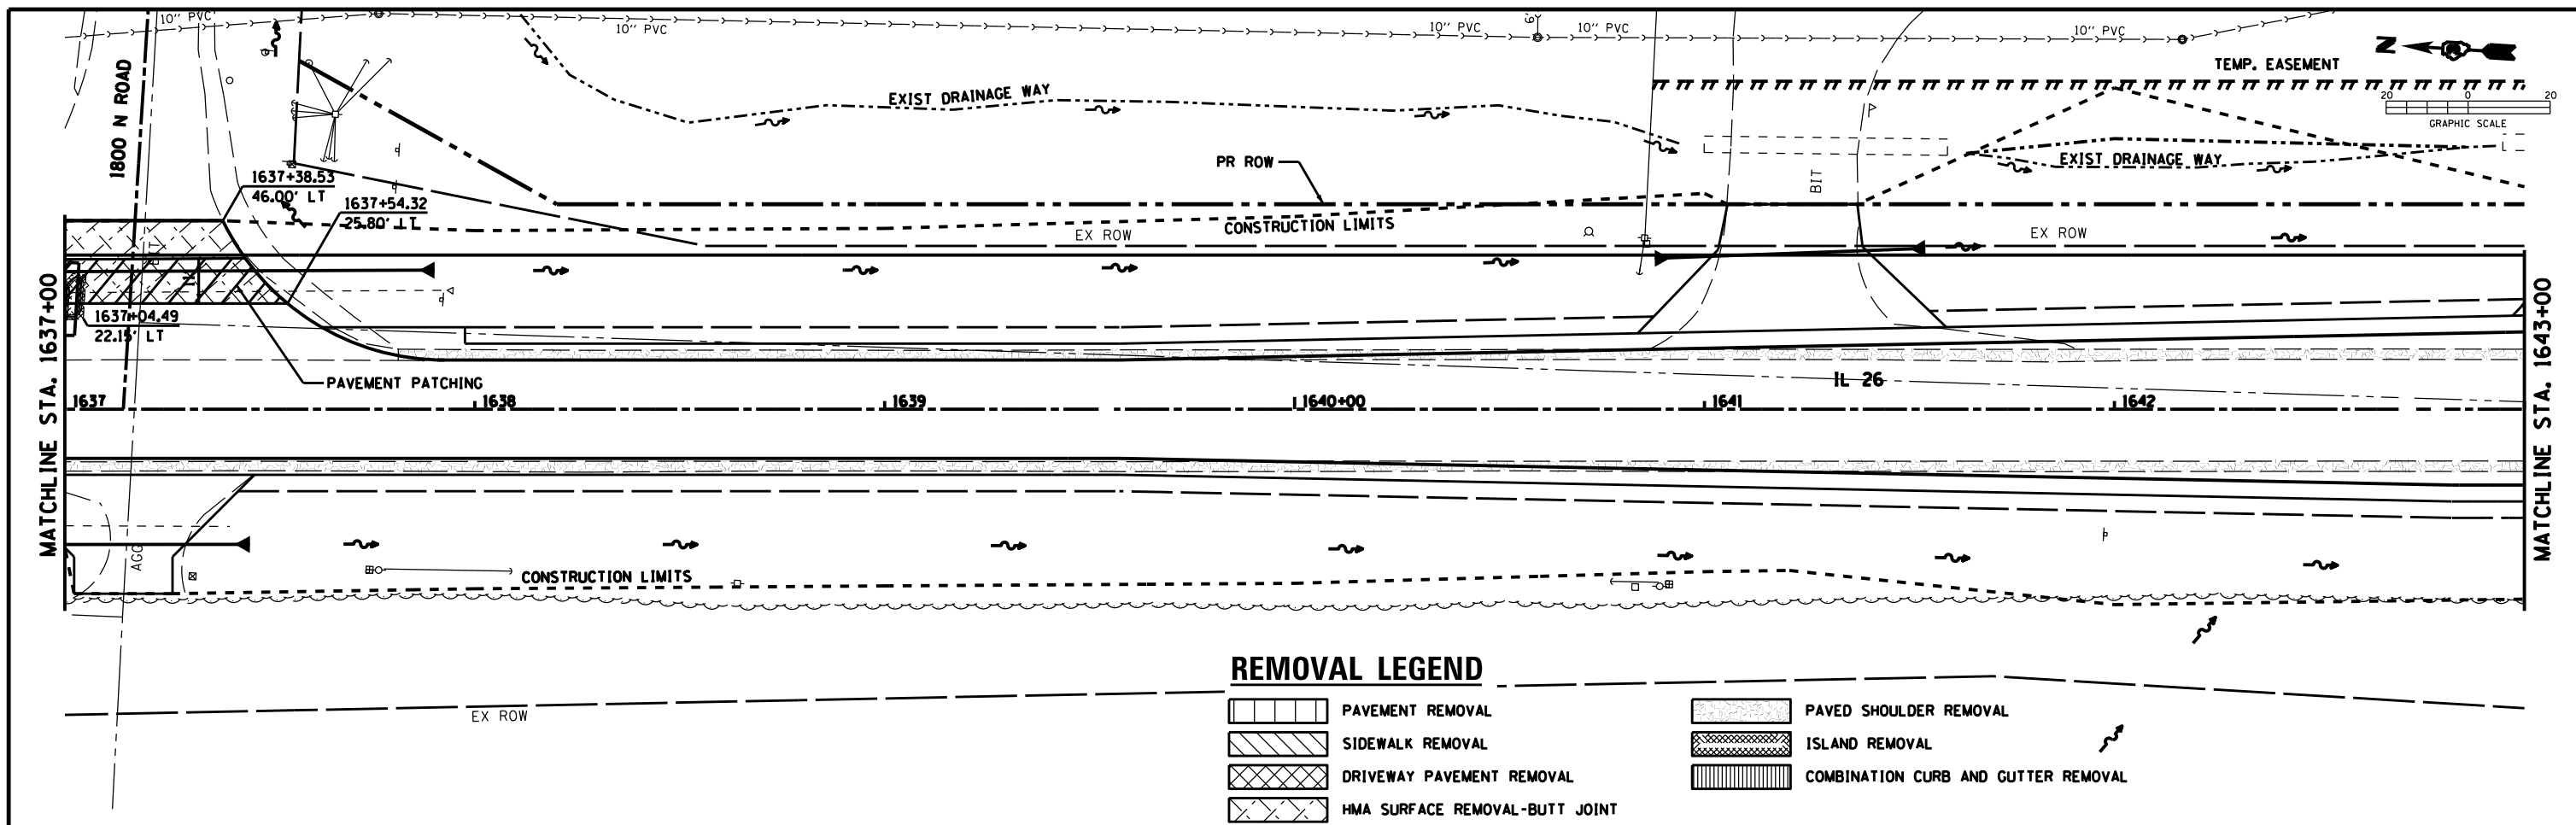 10'' PVC
10'' PVC
10'' PVC
6'
10'' PVC
10'' PVC
N
TEMP. EASEMENT
20 0 20
GRAPHIC SCALE
1800 N ROAD
EXIST DRAINAGE WAY
PR ROW
BIT
EXIST DRAINAGE WAY
1637+38.53
46.00' LT
1637+54.32
25.80' LT
CONSTRUCTION LIMITS
EX ROW
EX ROW
1637+04.49
22.15' LT
PAVEMENT PATCHING
IL 26
MATCHLINE STA. 1637+00
1637
1638
1639
1640+00
1641
1642
MATCHLINE STA. 1643+00
AGG
CONSTRUCTION LIMITS
EX ROW
REMOVAL LEGEND
PAVEMENT REMOVAL
SIDEWALK REMOVAL
DRIVEWAY PAVEMENT REMOVAL
HMA SURFACE REMOVAL-BUTT JOINT
PAVED SHOULDER REMOVAL
ISLAND REMOVAL
COMBINATION CURB AND GUTTER REMOVAL